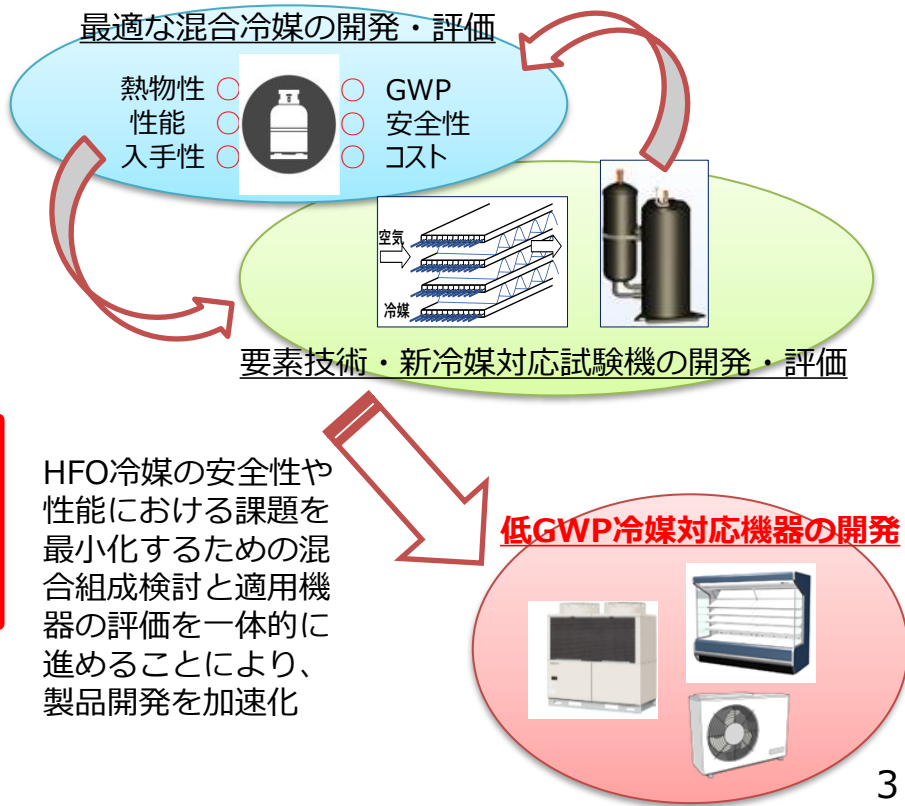 最適な混合冷媒の開発・評価
熱物性 ○ ○ GWP
性能 ○ ○ 安全性
入手性 ○ ○ コスト
空気
冷媒
要素技術・新冷媒対応試験機の開発・評価
HFO冷媒の安全性や
性能における課題を
最小化するための混
合組成検討と適用機
器の評価を一体的に
進めることにより、
製品開発を加速化
低GWP冷媒対応機器の開発
3